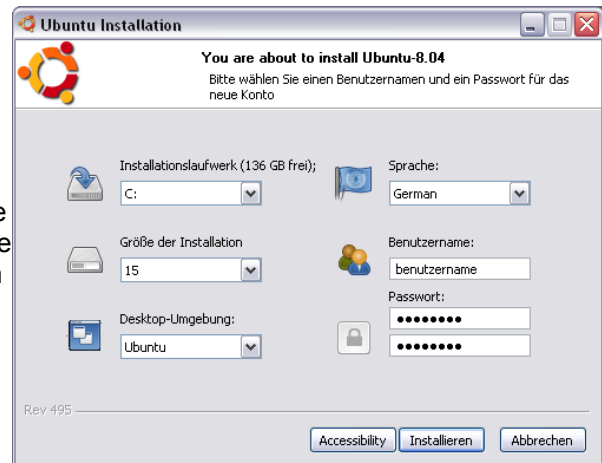 Ubuntu Installation
You are about to install Ubuntu-8.04
Bitte wählen Sie einen Benutzernamen und ein Passwort für das
neue Konto
Installationslaufwerk (136 GB frei);
C:
Sprache:
German
Größe der Installation
15
Benutzername:
benutzername
Passwort:
●●●●●●●●
●●●●●●●●
Desktop-Umgebung:
Ubuntu
Rev 495
Accessibility
Installieren
Abbrechen